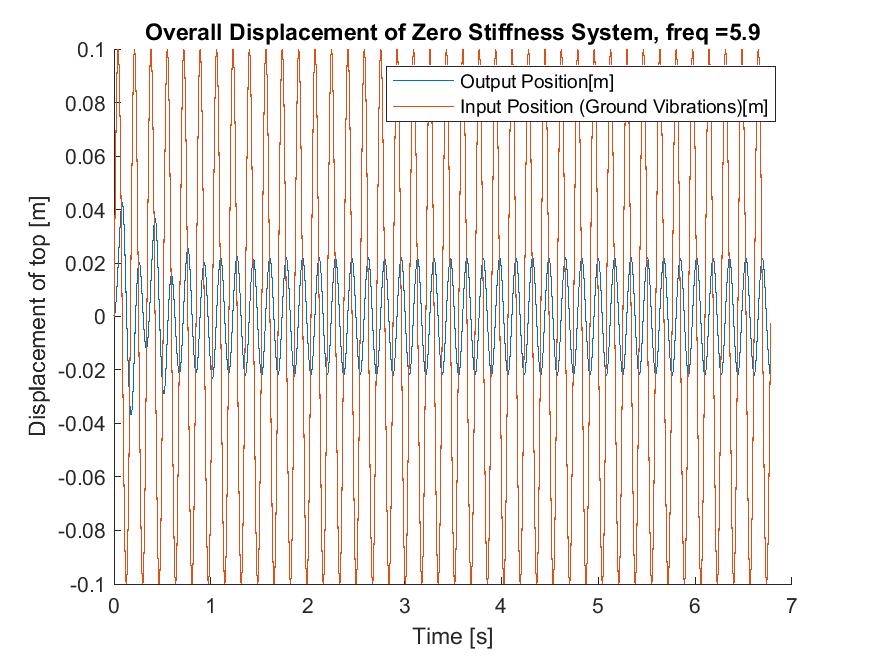 Overall Displacement of Zero Stiffness System, freq =5.9
0.1
Output Position[m]
0.08
Input Position (Ground Vibrations)[m]
0.06
0.04
0.02
0
-0.02
-0.04
-0.06
-0.08
-0.1
Displacement of top [m]
0 1 2 3 4 5 6 7
Time [s]